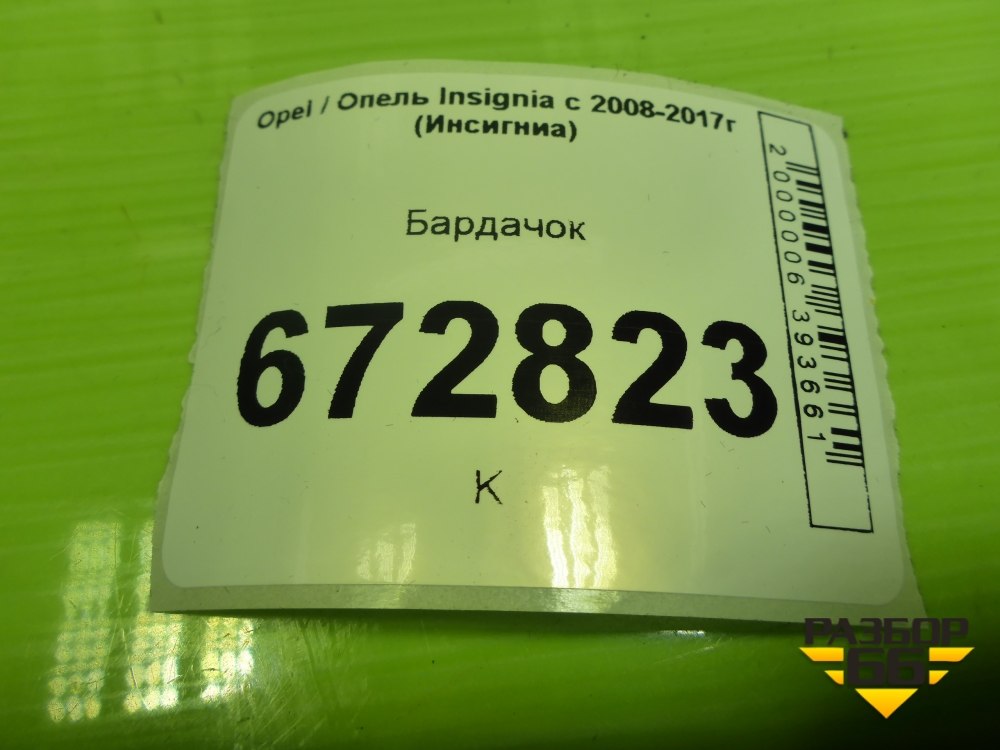 Opel / Опель Insignia с 2008-2017г
(Инсигниа)
Бардачок
672823
К
2000006393661
РАЗБОР
66